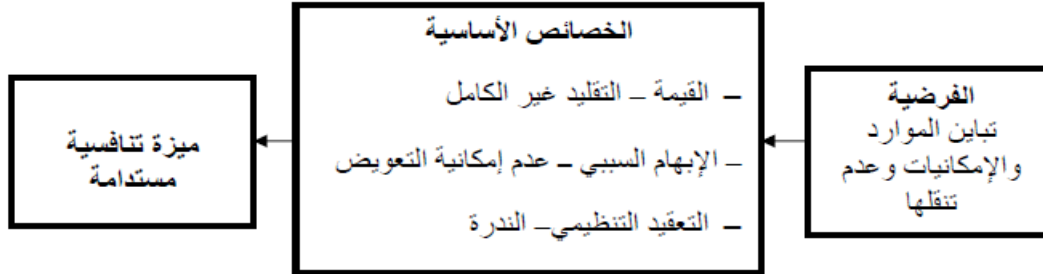 الفرضية
تباين الموارد
والإمكانيات وعدم
تنقلها
الخصائص الأساسية
– القيمة – التقليد غير الكامل
– الإبهام السببي – عدم إمكانية التعويض
– التعقيد التنظيمي– الندرة
ميزة تنافسية
مستدامة